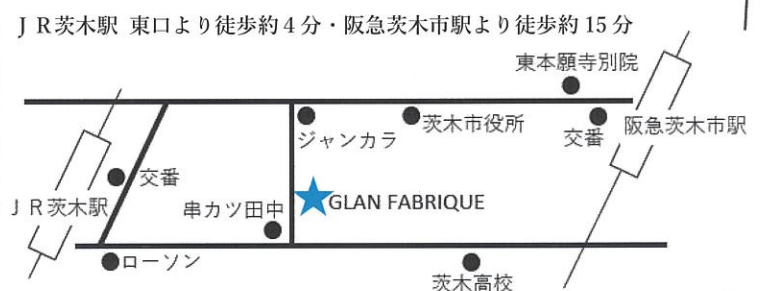 ＪＲ茨木駅 東口より徒歩約４分・阪急茨木市駅より徒歩約15分
東本願寺別院
ジャンカラ
茨木市役所
交番
阪急茨木市駅
交番
ＪＲ茨木駅
串カツ田中
GLAN FABRIQUE
ローソン
茨木高校